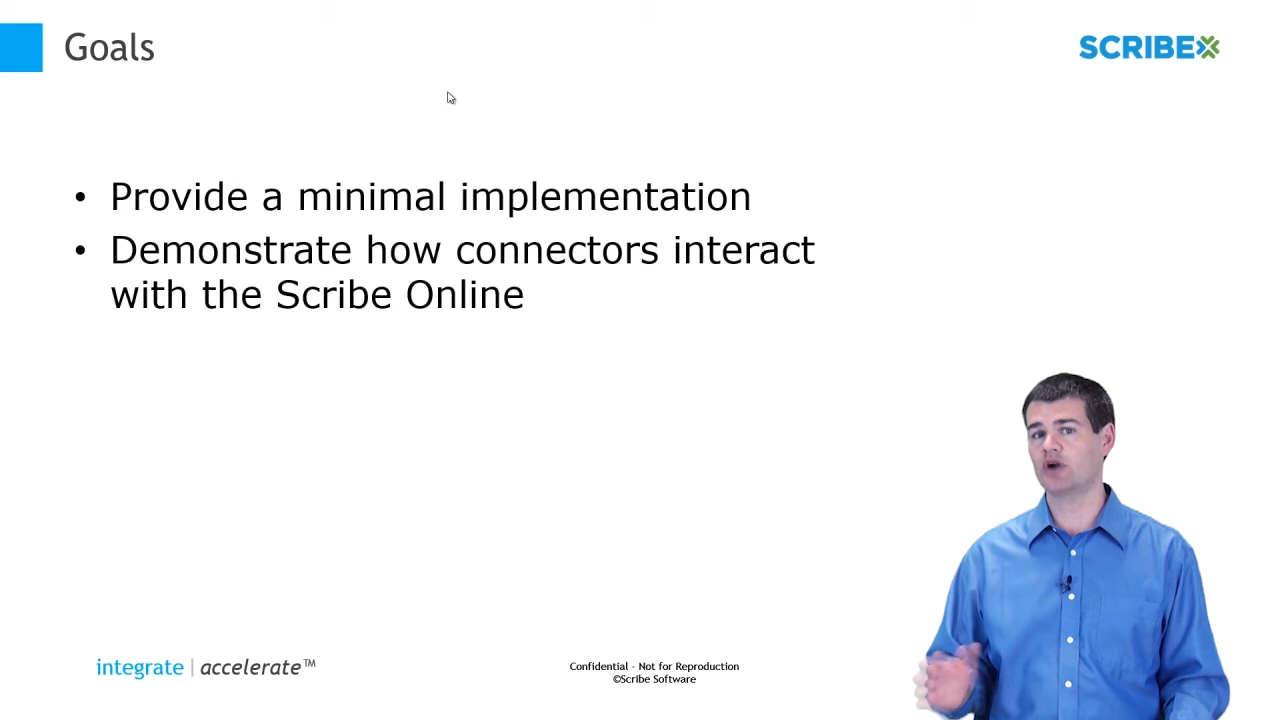 Goals
SCRIBE
• Provide a minimal implementation
• Demonstrate how connectors interact
with the Scribe Online
integrate | accelerate™
Confidential - Not for Reproduction
©Scribe Software